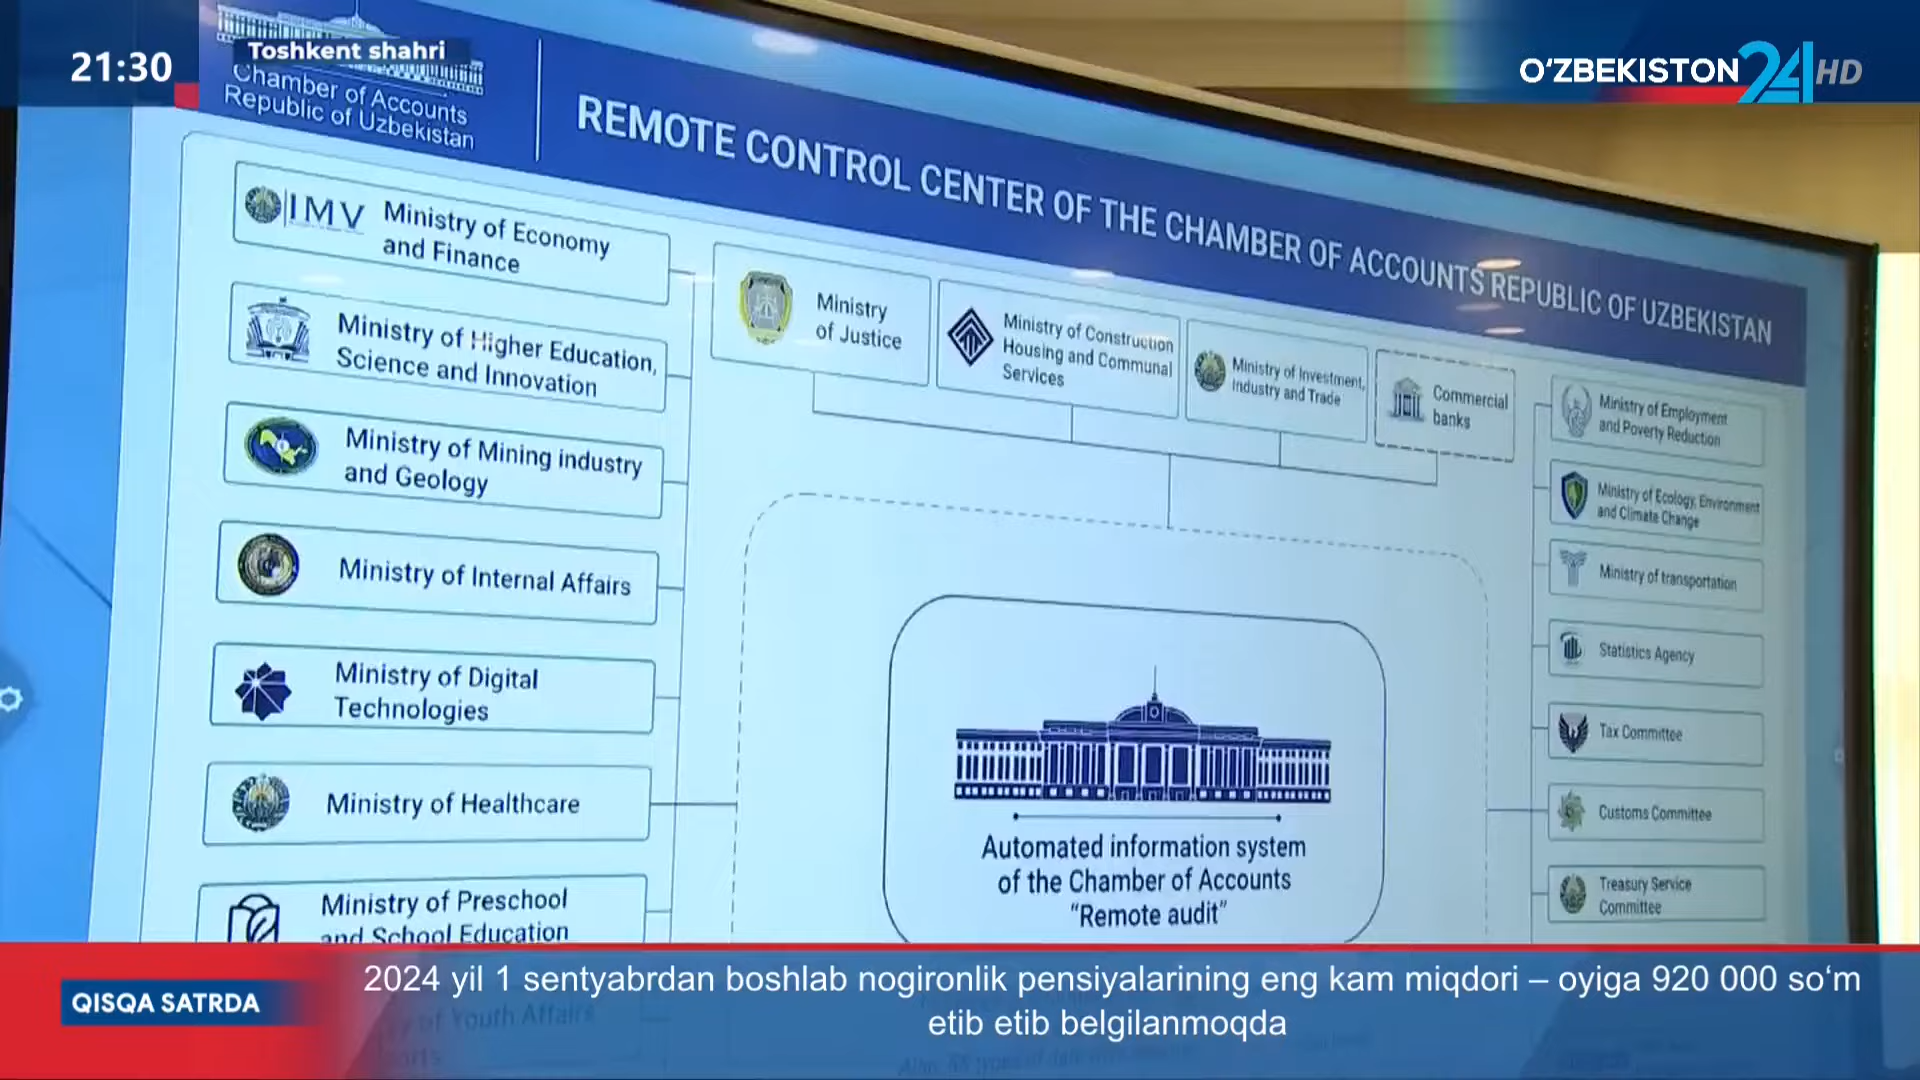 21:30
Toshkent shahri
O‘ZBEKISTON 24 HD
Chamber of Accounts
Republic of Uzbekistan
REMOTE CONTROL CENTER OF THE CHAMBER OF ACCOUNTS REPUBLIC OF UZBEKISTAN
IMV
Ministry of Economy
and Finance
Ministry of Higher Education,
Science and Innovation
Ministry of Mining industry
and Geology
Ministry of Internal Affairs
Ministry of Digital
Technologies
Ministry of Healthcare
Ministry of Preschool
and School Education
Ministry
of Justice
Ministry of Construction
Housing and Communal
Services
Ministry of Investment,
Industry and Trade
Commercial
banks
Ministry of Employment
and Poverty Reduction
Ministry of Ecology, Environment
and Climate Change
Ministry of transportation
Statistics Agency
Tax Committee
Customs Committee
Treasury Service
Committee
Automated information system
of the Chamber of Accounts
“Remote audit”
QISQA SATRDA
2024 yil 1 sentyabrdan boshlab nogironlik pensiyalarining eng kam miqdori – oyiga 920 000 so‘m
etib etib belgilanmoqda
of Youth Affairs